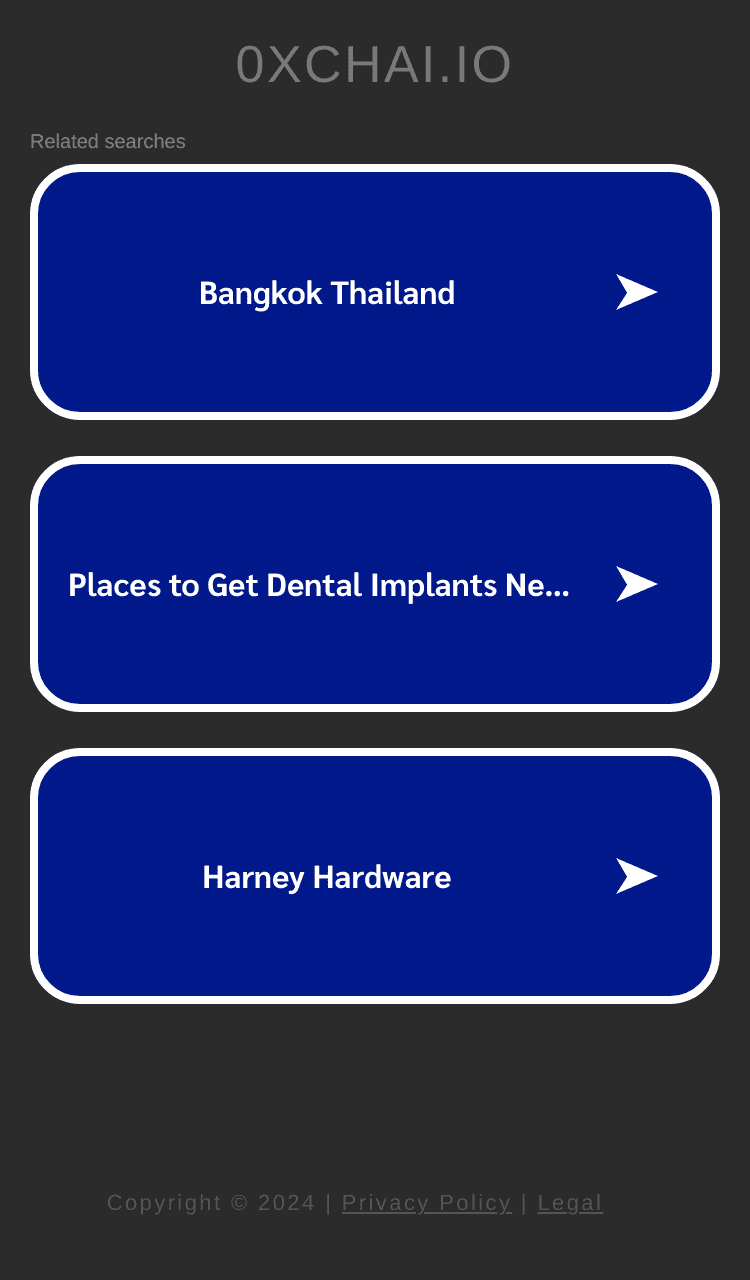 0XCHAI.IO
Related searches
Bangkok Thailand
Places to Get Dental Implants Ne...
Harney Hardware
Copyright © 2024 | Privacy Policy | Legal